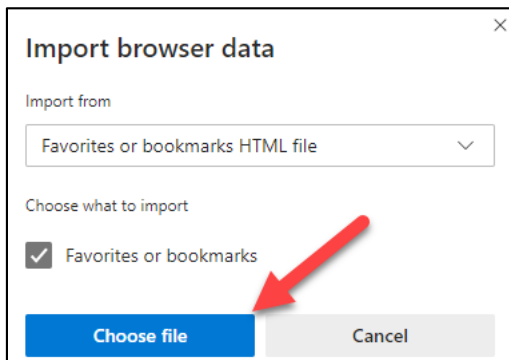 Import browser data
Import from
Favorites or bookmarks HTML file
Choose what to import
Favorites or bookmarks
Choose file
Cancel